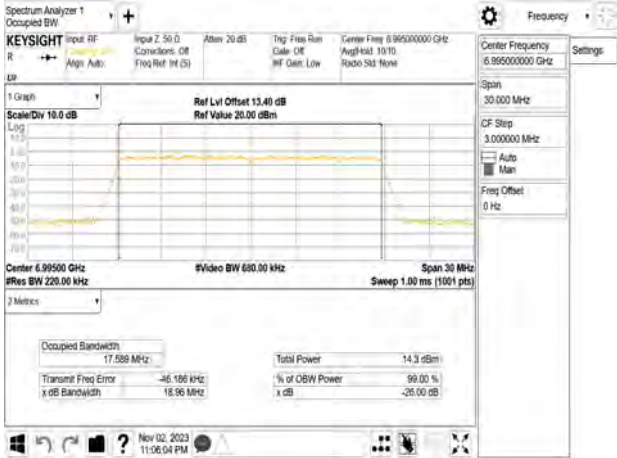 Spectrum Analyzer 1
Occupied BW
Frequency
KEYSIGHT Input: RF
R
Align: Auto
Input Z: 50 Ω
Corrections: Off
Freq Ref: Int (S)
Atten: 20 dB
Trig: Free Run
Gate: Off
#IF Gain: Low
Center Freq: 6.995000000 GHz
Avg|Hold: 10/10
Radio Std: None
Center Frequency
6.995000000 GHz
Settings
Span
30.000 MHz
CF Step
3.000000 MHz
Auto
Man
Freq Offset
0 Hz
1 Graph
Scale/Div 10.0 dB
Log
Ref Lvl Offset 13.40 dB
Ref Value 20.00 dBm
Center 6.99500 GHz
#Res BW 220.00 kHz
#Video BW 680.00 kHz
Span 30 MHz
Sweep 1.00 ms (1001 pts)
2 Metrics
Occupied Bandwidth
17.589 MHz
Total Power 14.3 dBm
Transmit Freq Error -46.186 kHz
% of OBW Power 99.00 %
x dB Bandwidth 18.96 MHz
x dB -26.00 dB
Nov 02, 2023
11:06:04 PM